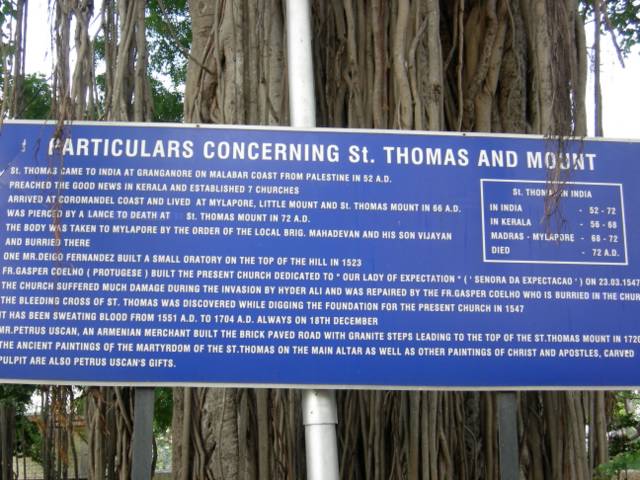 PARTICULARS CONCERNING St. THOMAS AND MOUNT
ST. THOMAS CAME TO INDIA AT GRANGANORE ON MALABAR COAST FROM PALESTINE IN 52 A.D.
PREACHED THE GOOD NEWS IN KERALA AND ESTABLISHED 7 CHURCHES
ARRIVED AT COROMANDEL COAST AND LIVED AT MYLAPORE, LITTLE MOUNT AND St. THOMAS MOUNT IN 66 A.D.
WAS PIERCED BY A LANCE TO DEATH AT St. THOMAS MOUNT IN 72 A.D.
THE BODY WAS TAKEN TO MYLAPORE BY THE ORDER OF THE LOCAL BRIG. MAHADEVAN AND HIS SON VIJAYAN
AND BURRIED THERE
ONE MR.DEIGO FERNANDEZ BUILT A SMALL ORATORY ON THE TOP OF THE HILL IN 1523
FR.GASPER COELHO ( PROTUGESE ) BUILT THE PRESENT CHURCH DEDICATED TO " OUR LADY OF EXPECTATION " ( ' SENORA DA EXPECTACAO ' ) ON 23.03.1547
THE CHURCH SUFFERED MUCH DAMAGE DURING THE INVASION BY HYDER ALI AND WAS REPAIRED BY THE FR.GASPER COELHO WHO IS BURRIED IN THE CHUR
THE BLEEDING CROSS OF ST. THOMAS WAS DISCOVERED WHILE DIGGING THE FOUNDATION FOR THE PRESENT CHURCH IN 1547
IT HAS BEEN SWEATING BLOOD FROM 1551 A.D. TO 1704 A.D. ALWAYS ON 18TH DECEMBER
MR.PETRUS USCAN, AN ARMENIAN MERCHANT BUILT THE BRICK PAVED ROAD WITH GRANITE STEPS LEADING TO THE TOP OF THE ST.THOMAS MOUNT IN 1720
THE ANCIENT PAINTINGS OF THE MARTYRDOM OF THE ST.THOMAS ON THE MAIN ALTAR AS WELL AS OTHER PAINTINGS OF CHRIST AND APOSTLES, CARVED
PULPIT ARE ALSO PETRUS USCAN'S GIFTS.
ST. THOMAS IN INDIA
IN INDIA - 52 - 72
IN KERALA - 56 - 68
MADRAS - MYLAPORE - 68 - 72
DIED - 72 A.D.